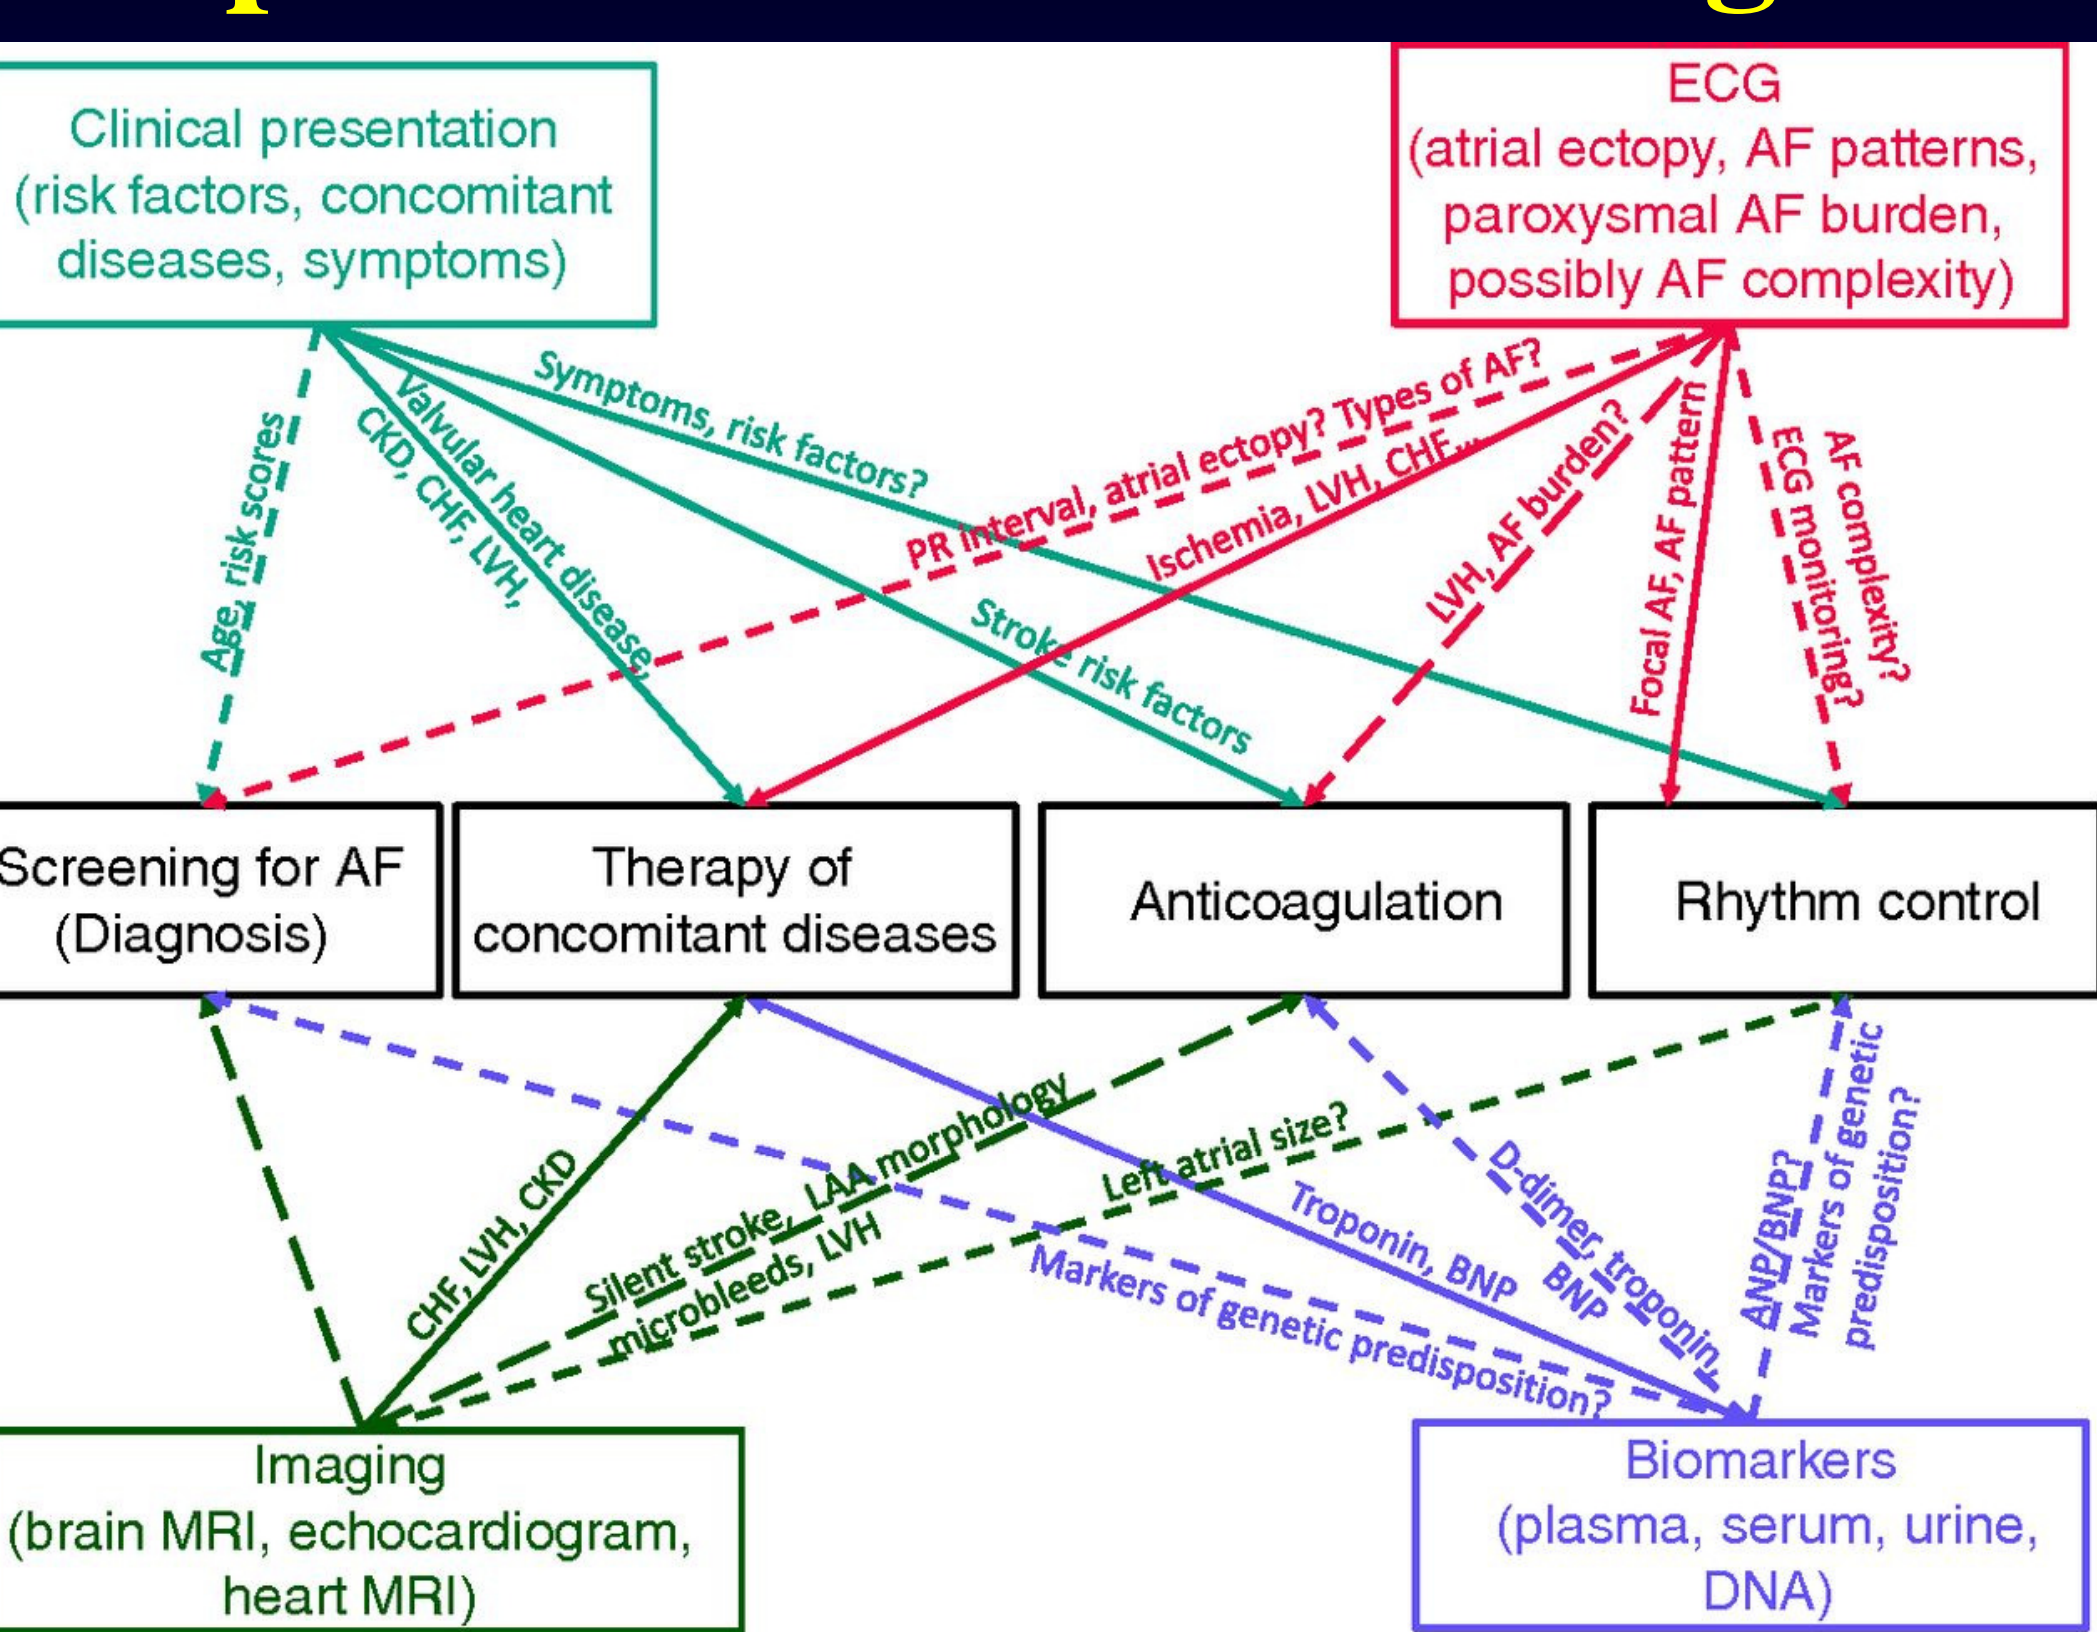 Clinical presentation
(risk factors, concomitant
diseases, symptoms)
ECG
(atrial ectopy, AF patterns,
paroxysmal AF burden,
possibly AF complexity)
Age, risk scores
Valvular heart disease,
CKD, CHF, LVH,
Symptoms, risk factors?
Stroke risk factors
PR interval, atrial ectopy? Types of AF?
Ischemia, LVH, CHF...
LVH, AF burden?
Focal AF, AF pattern
AF complexity?
ECG monitoring?
Screening for AF
(Diagnosis)
Therapy of
concomitant diseases
Anticoagulation
Rhythm control
CHF, LVH, CKD
Silent stroke, LAA morphology
microbleeds, LVH
Left atrial size?
Markers of genetic predisposition?
Troponin, BNP
D-dimer, troponin,
BNP
ANP/BNP?
Markers of genetic
predisposition?
Imaging
(brain MRI, echocardiogram,
heart MRI)
Biomarkers
(plasma, serum, urine,
DNA)